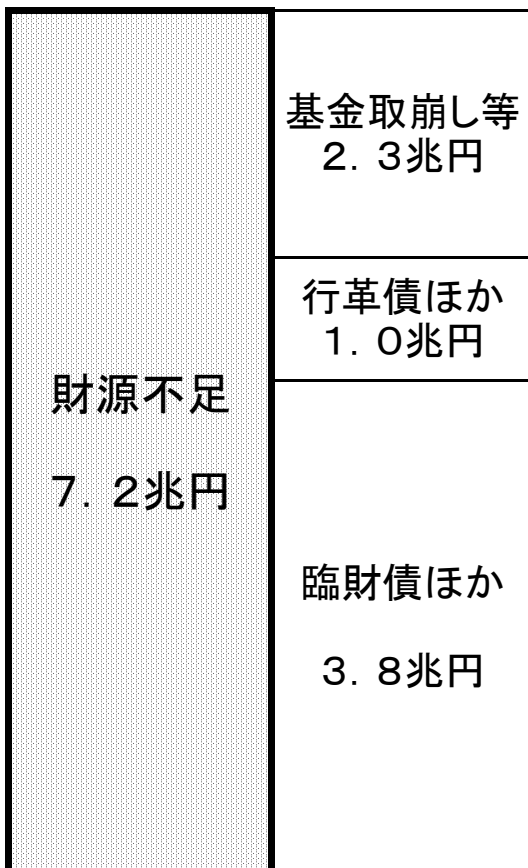 財源不足
７．２兆円
基金取崩し等
２．３兆円
行革債ほか
１．０兆円
臨財債ほか
３．８兆円